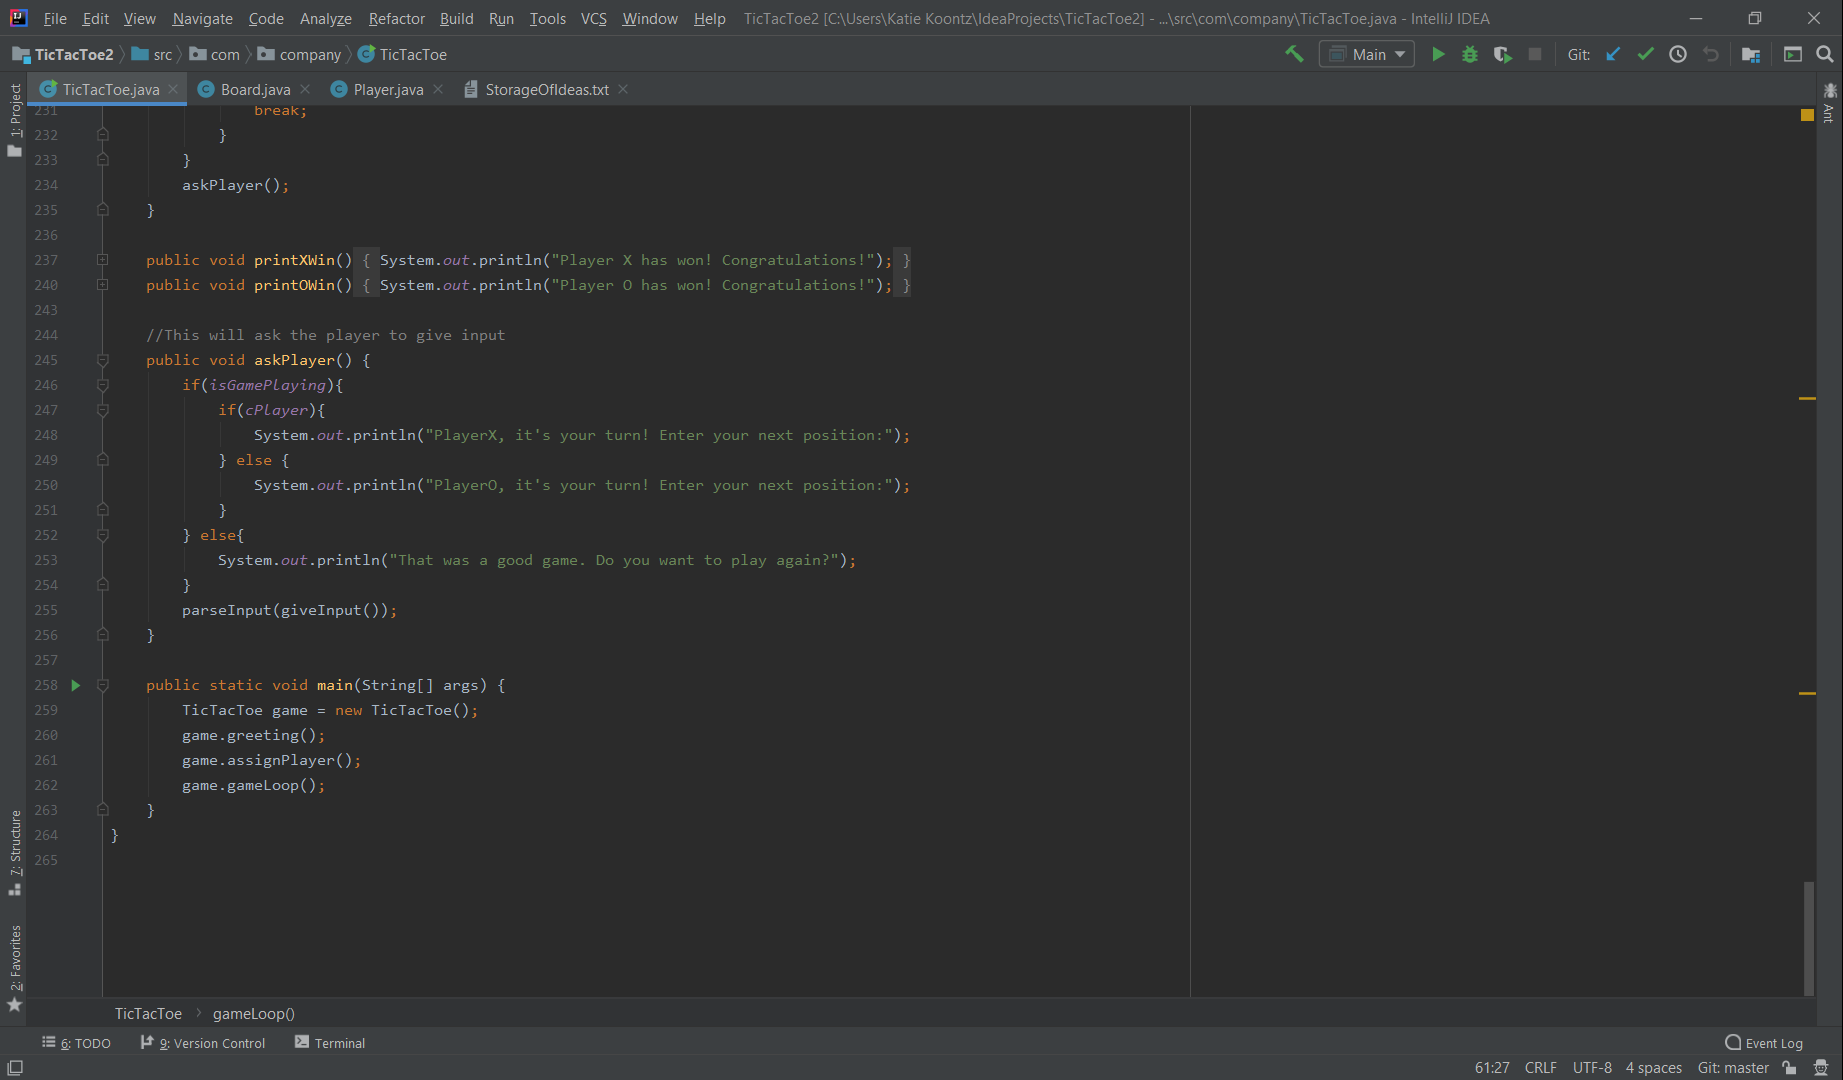 File Edit View Navigate Code Analyze Refactor Build Run Tools VCS Window Help TicTacToe2 [C:\Users\Katie Koontz\IdeaProjects\TicTacToe2] - ...\src\com\company\TicTacToe.java - IntelliJ IDEA
TicTacToe2 src com company TicTacToe Main Git:
TicTacToe.java Board.java Player.java StorageOfIdeas.txt
1: Project
7: Structure
2: Favorites
Ant
231 break;
232 }
233 }
234 askPlayer();
235 }
236
237 public void printXWin() { System.out.println("Player X has won! Congratulations!"); }
240 public void printOWin() { System.out.println("Player O has won! Congratulations!"); }
243
244 //This will ask the player to give input
245 public void askPlayer() {
246 if(isGamePlaying){
247 if(cPlayer){
248 System.out.println("PlayerX, it's your turn! Enter your next position:");
249 } else {
250 System.out.println("PlayerO, it's your turn! Enter your next position:");
251 }
252 } else{
253 System.out.println("That was a good game. Do you want to play again?");
254 }
255 parseInput(giveInput());
256 }
257
258 public static void main(String[] args) {
259 TicTacToe game = new TicTacToe();
260 game.greeting();
261 game.assignPlayer();
262 game.gameLoop();
263 }
264 }
265
TicTacToe gameLoop()
6: TODO 9: Version Control Terminal Event Log
61:27 CRLF UTF-8 4 spaces Git: master